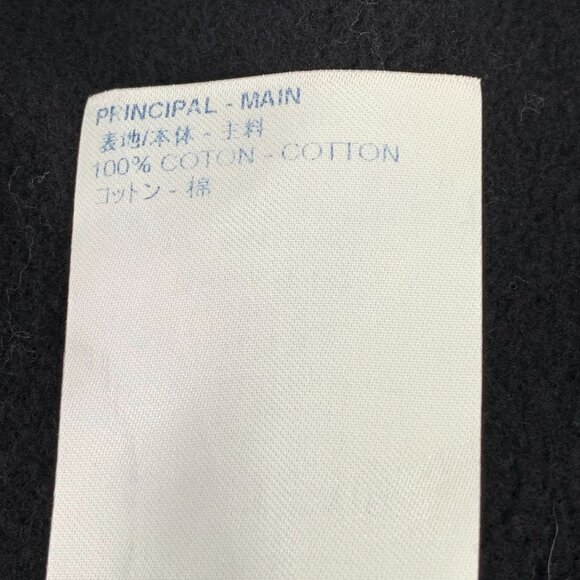 PRINCIPAL - MAIN
表地/本体 - 主料
100% COTON - COTTON
コットン - 棉